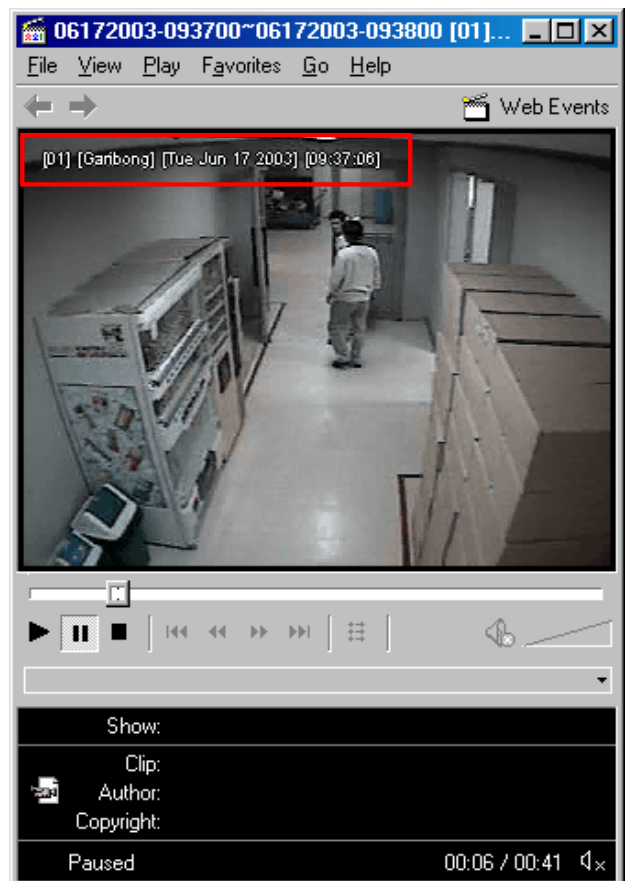 06172003-093700~06172003-093800 [01]...
File View Play Favorites Go Help
Web Events
[01] [Garibong] [Tue Jun 17 2003] [09:37:06]
Show:
Clip:
Author:
Copyright:
Paused 00:06 / 00:41